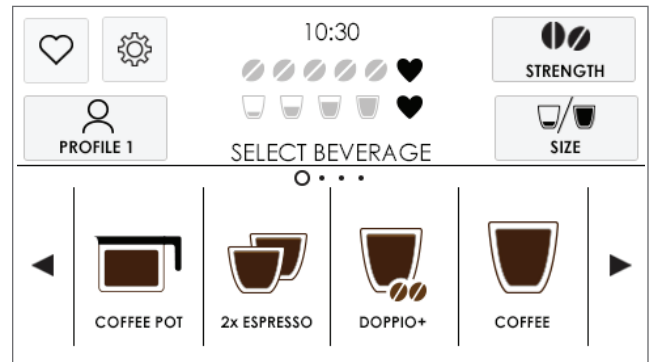 10:30
STRENGTH
PROFILE 1
SIZE
SELECT BEVERAGE
COFFEE POT
2x ESPRESSO
DOPPIO+
COFFEE